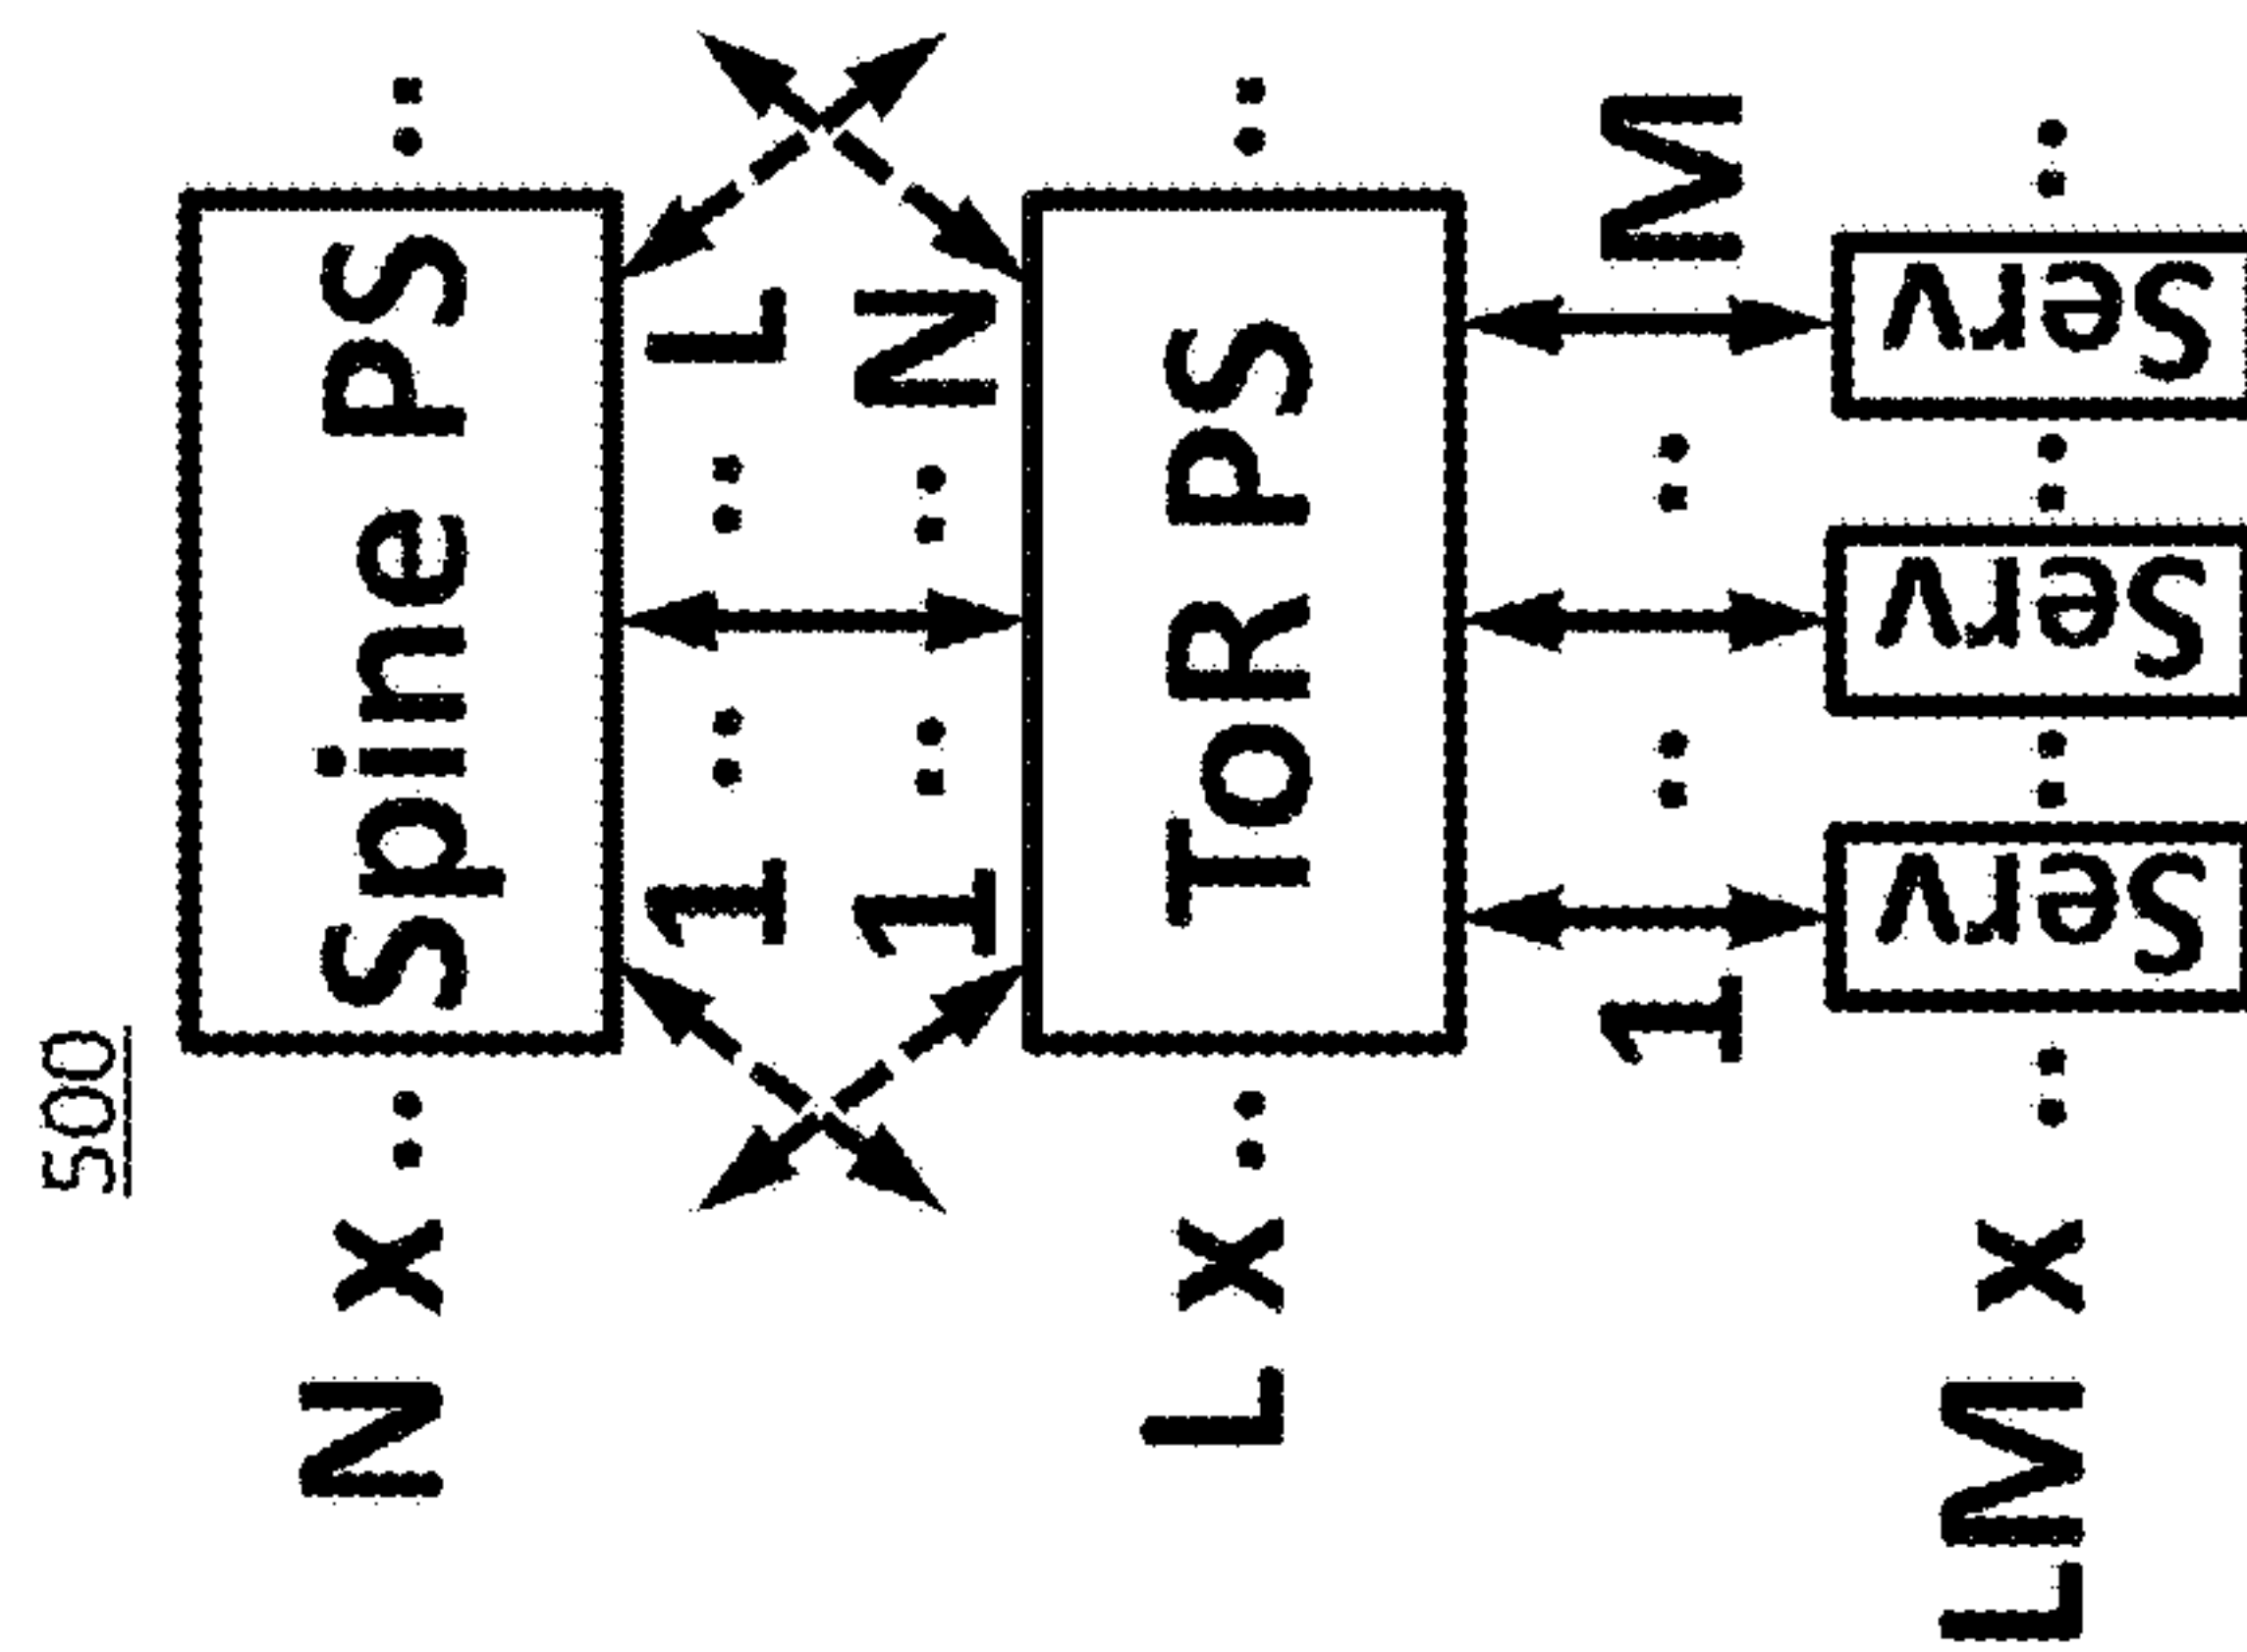 500
N x .. Spine PS ..
1 .. .. L
1 .. .. N
L x .. ToR PS ..
1 .. .. M
LM x .. Serv .. Serv .. Serv ..